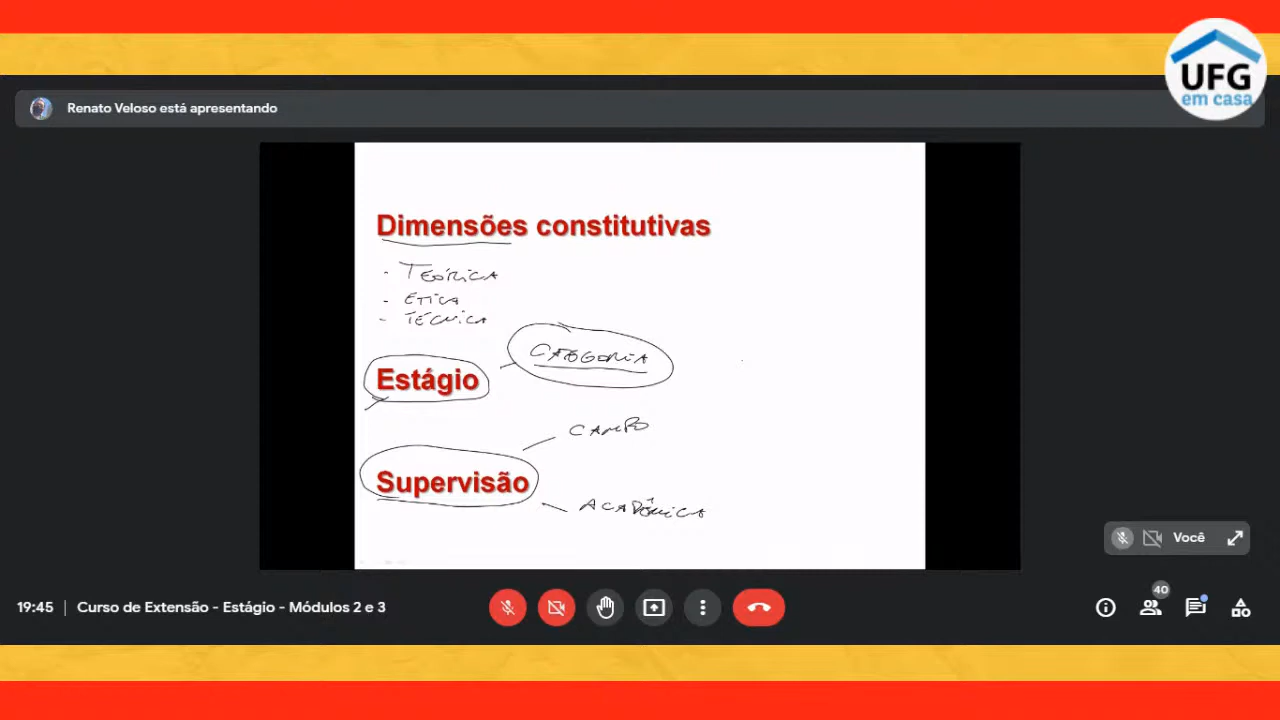 UFG
em casa
Renato Veloso está apresentando
Dimensões constitutivas
- TEÓRICA
- ÉTICA
- TÉCNICA
CATEGORIA
Estágio
CAMPO
Supervisão
ACADÊMICA
Você
19:45 | Curso de Extensão - Estágio - Módulos 2 e 3
40